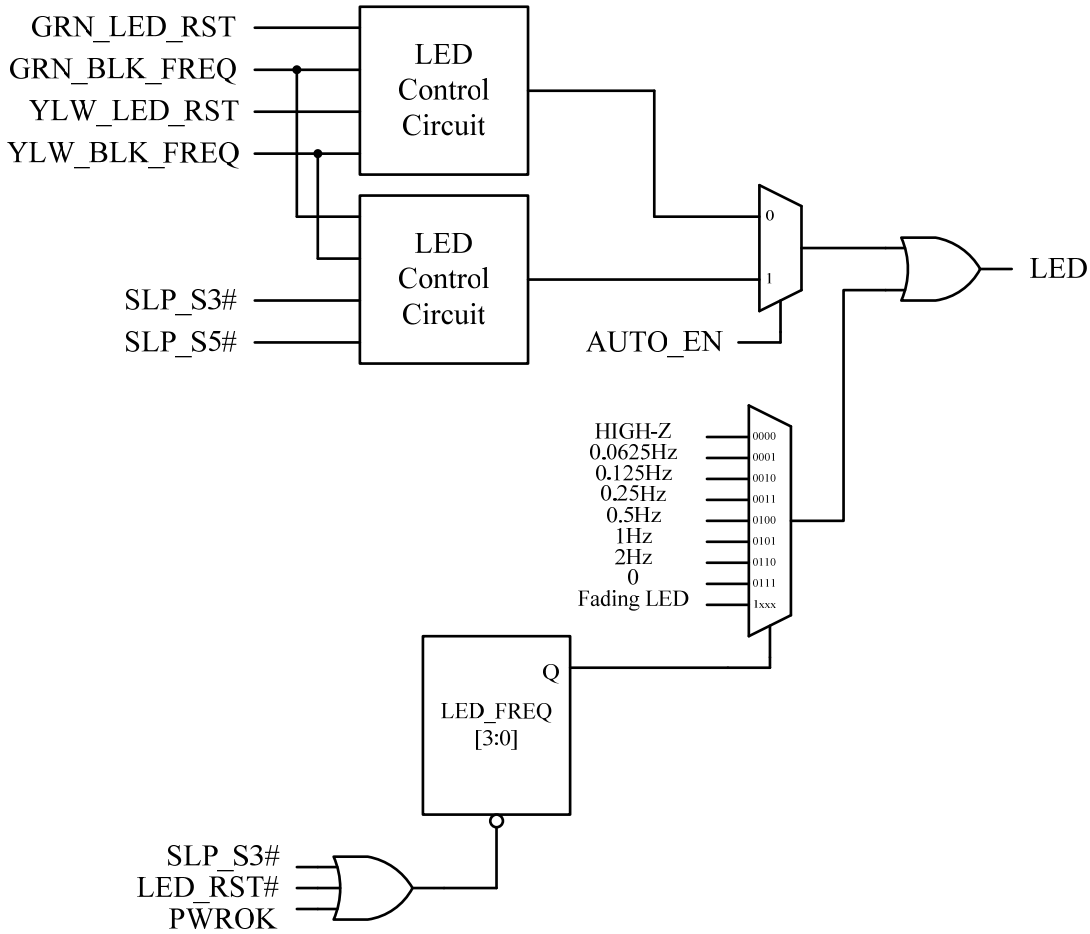 GRN_LED_RST
GRN_BLK_FREQ
YLW_LED_RST
YLW_BLK_FREQ
LED
Control
Circuit
LED
Control
Circuit
SLP_S3#
SLP_S5#
0
1
AUTO_EN
LED
HIGH-Z
0000
0.0625Hz
0001
0.125Hz
0010
0.25Hz
0011
0.5Hz
0100
1Hz
0101
2Hz
0110
0
0111
Fading LED
1xxx
Q
LED_FREQ
[3:0]
SLP_S3#
LED_RST#
PWROK